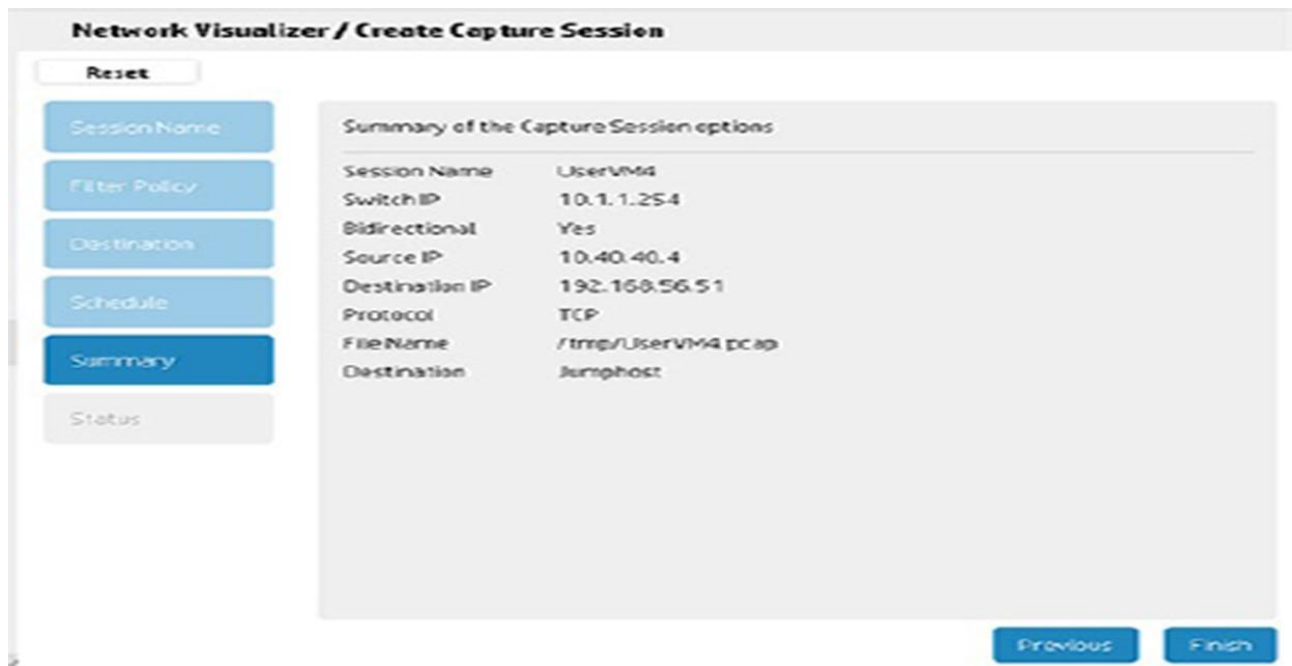 Network Visualizer / Create Capture Session
Reset
Session Name
Filter Policy
Destination
Schedule
Summary
Status
Summary of the Capture Session options
Session Name UserVM4
Switch IP 10.1.1.254
Bidirectional Yes
Source IP 10.40.40.4
Destination IP 192.168.56.51
Protocol TCP
File Name /tmp/UserVM4.pcap
Destination Jumphost
Previous Finish